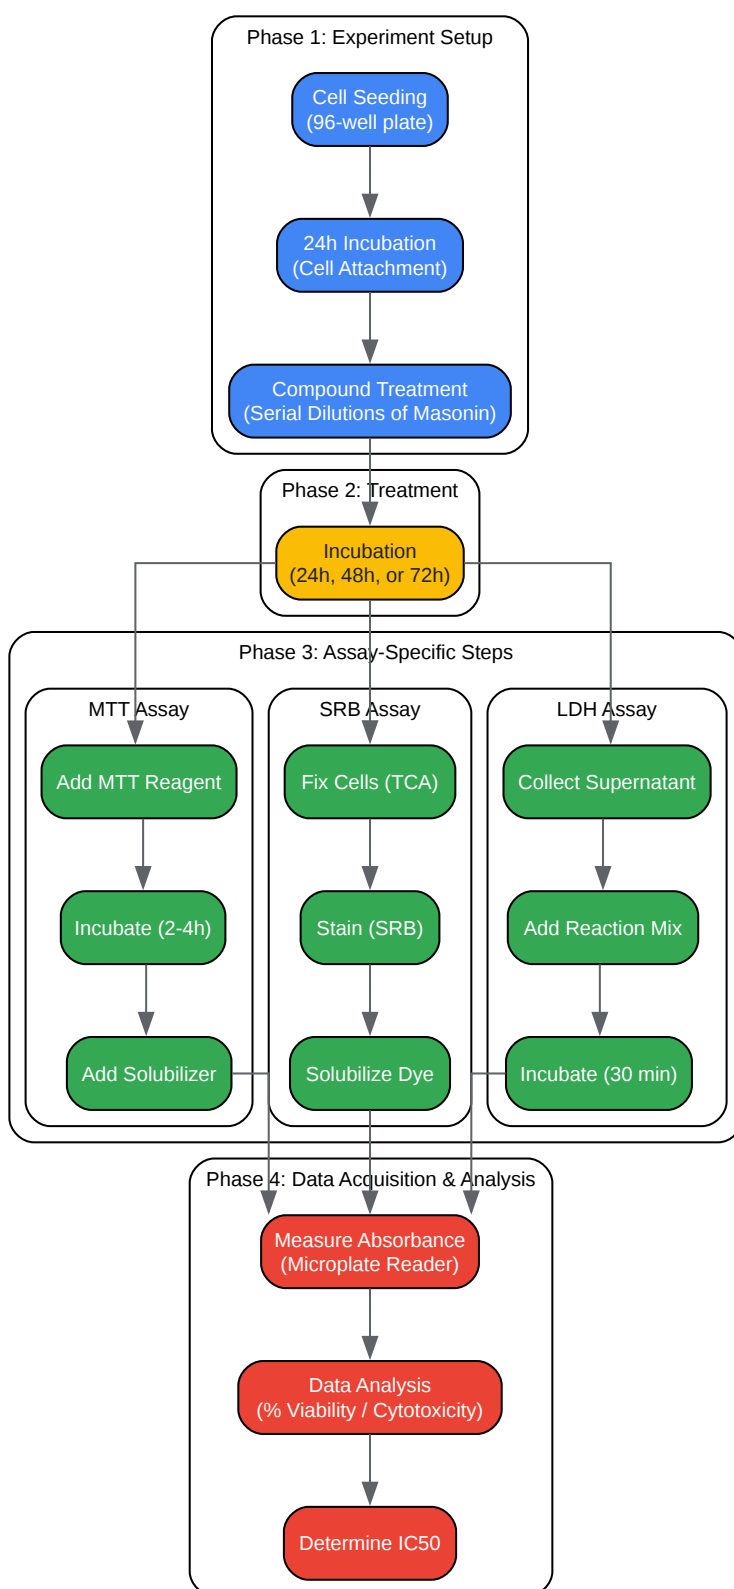 Phase 1: Experiment Setup
Cell Seeding
(96-well plate)
24h Incubation
(Cell Attachment)
Compound Treatment
(Serial Dilutions of Masonin)
Phase 2: Treatment
Incubation
(24h, 48h, or 72h)
Phase 3: Assay-Specific Steps
MTT Assay
Add MTT Reagent
Incubate (2-4h)
Add Solubilizer
SRB Assay
Fix Cells (TCA)
Stain (SRB)
Solubilize Dye
LDH Assay
Collect Supernatant
Add Reaction Mix
Incubate (30 min)
Phase 4: Data Acquisition & Analysis
Measure Absorbance
(Microplate Reader)
Data Analysis
(% Viability / Cytotoxicity)
Determine IC50